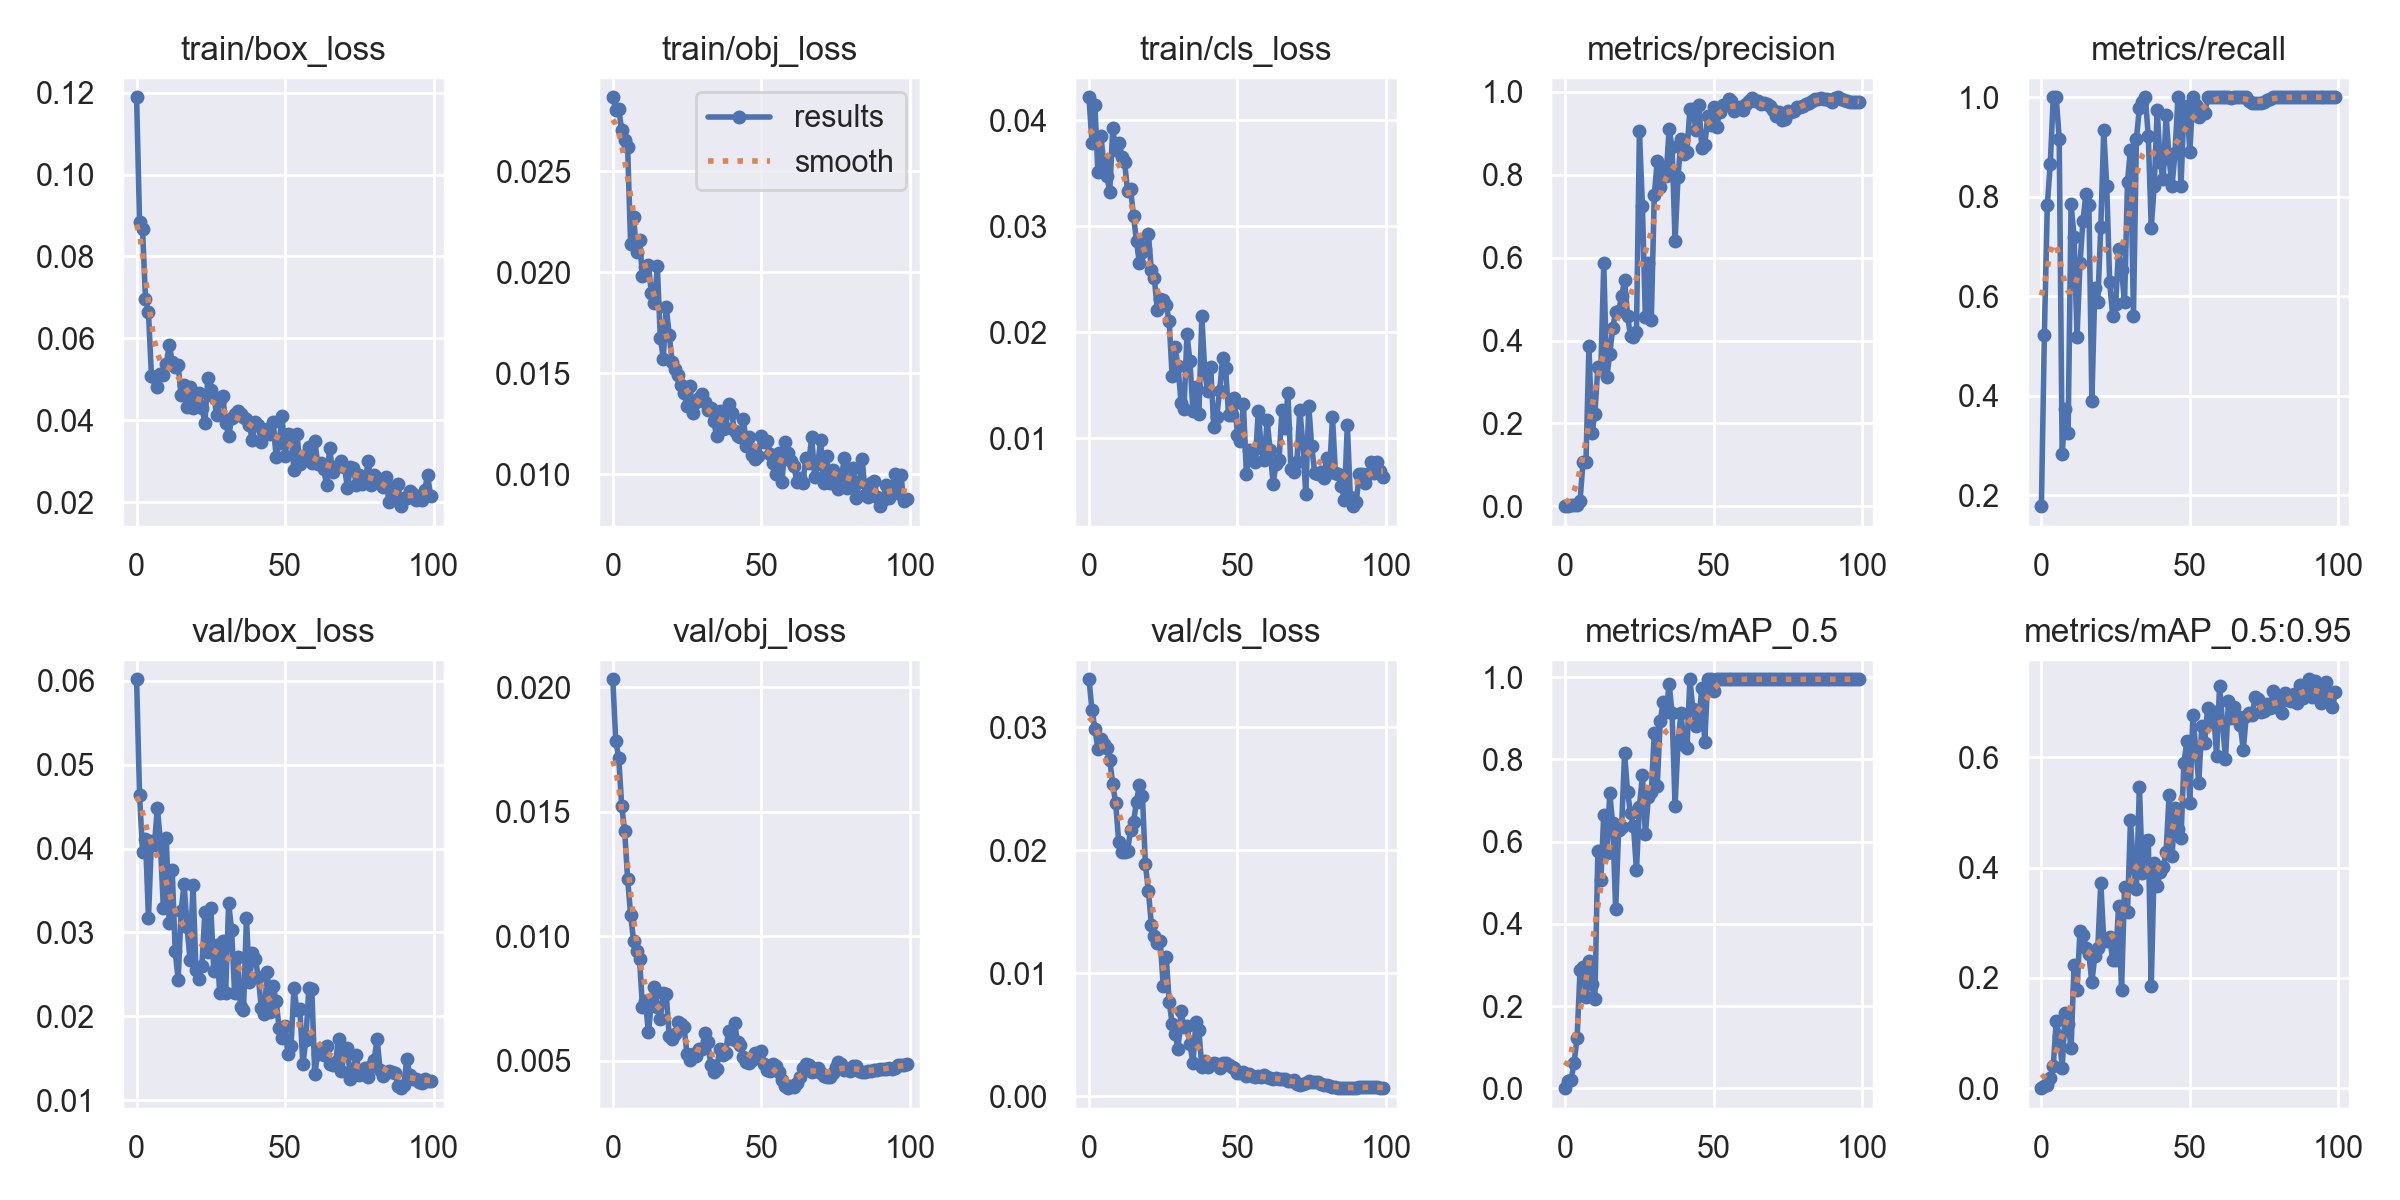 train/box_loss
0.12
0.10
0.08
0.06
0.04
0.02
0 50 100
train/obj_loss
results
smooth
0.025
0.020
0.015
0.010
0 50 100
train/cls_loss
0.04
0.03
0.02
0.01
0 50 100
metrics/precision
1.0
0.8
0.6
0.4
0.2
0.0
0 50 100
metrics/recall
1.0
0.8
0.6
0.4
0.2
0 50 100
val/box_loss
0.06
0.05
0.04
0.03
0.02
0.01
0 50 100
val/obj_loss
0.020
0.015
0.010
0.005
0 50 100
val/cls_loss
0.03
0.02
0.01
0.00
0 50 100
metrics/mAP_0.5
1.0
0.8
0.6
0.4
0.2
0.0
0 50 100
metrics/mAP_0.5:0.95
0.6
0.4
0.2
0.0
0 50 100